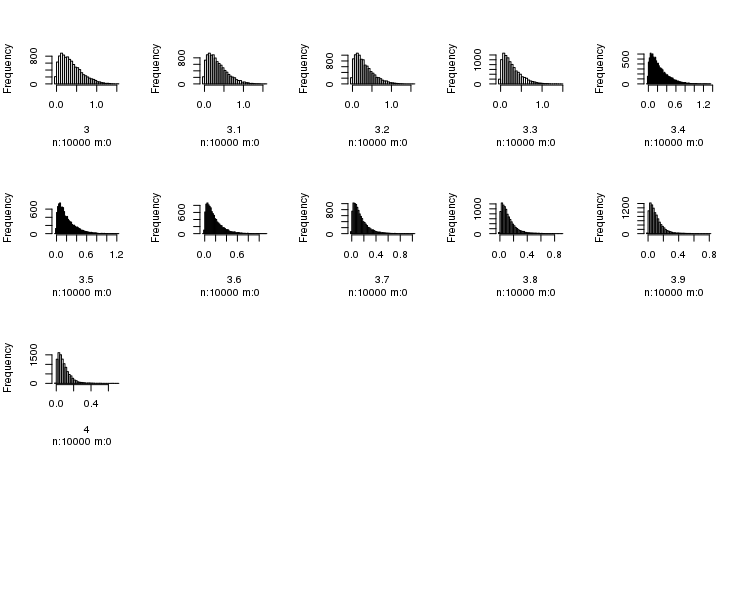 Frequency
0
800
0.0 1.0
3
n:10000 m:0
Frequency
0
800
0.0 1.0
3.1
n:10000 m:0
Frequency
0
800
0.0 1.0
3.2
n:10000 m:0
Frequency
0
1000
0.0 1.0
3.3
n:10000 m:0
Frequency
0
500
0.0 0.6 1.2
3.4
n:10000 m:0
Frequency
0
600
0.0 0.6 1.2
3.5
n:10000 m:0
Frequency
0
600
0.0 0.6
3.6
n:10000 m:0
Frequency
0
800
0.0 0.4 0.8
3.7
n:10000 m:0
Frequency
0
1000
0.0 0.4 0.8
3.8
n:10000 m:0
Frequency
0
1200
0.0 0.4 0.8
3.9
n:10000 m:0
Frequency
0
1500
0.0 0.4
4
n:10000 m:0